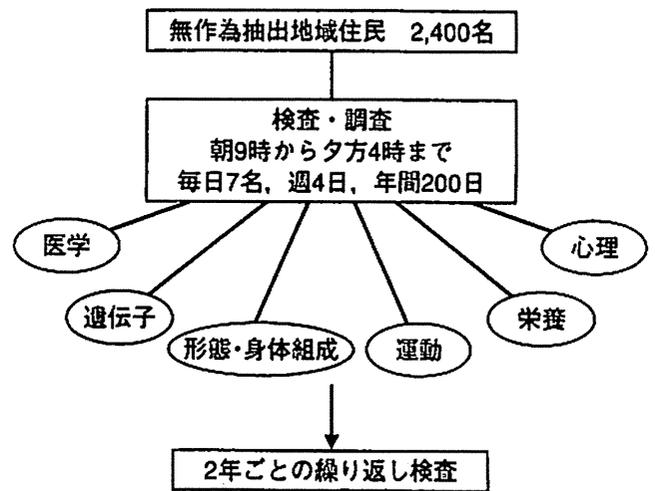 無作為抽出地域住民　2,400名
検査・調査
朝9時から夕方4時まで
毎日7名，週4日，年間200日
医学
心理
遺伝子
栄養
形態・身体組成
運動
2年ごとの繰り返し検査